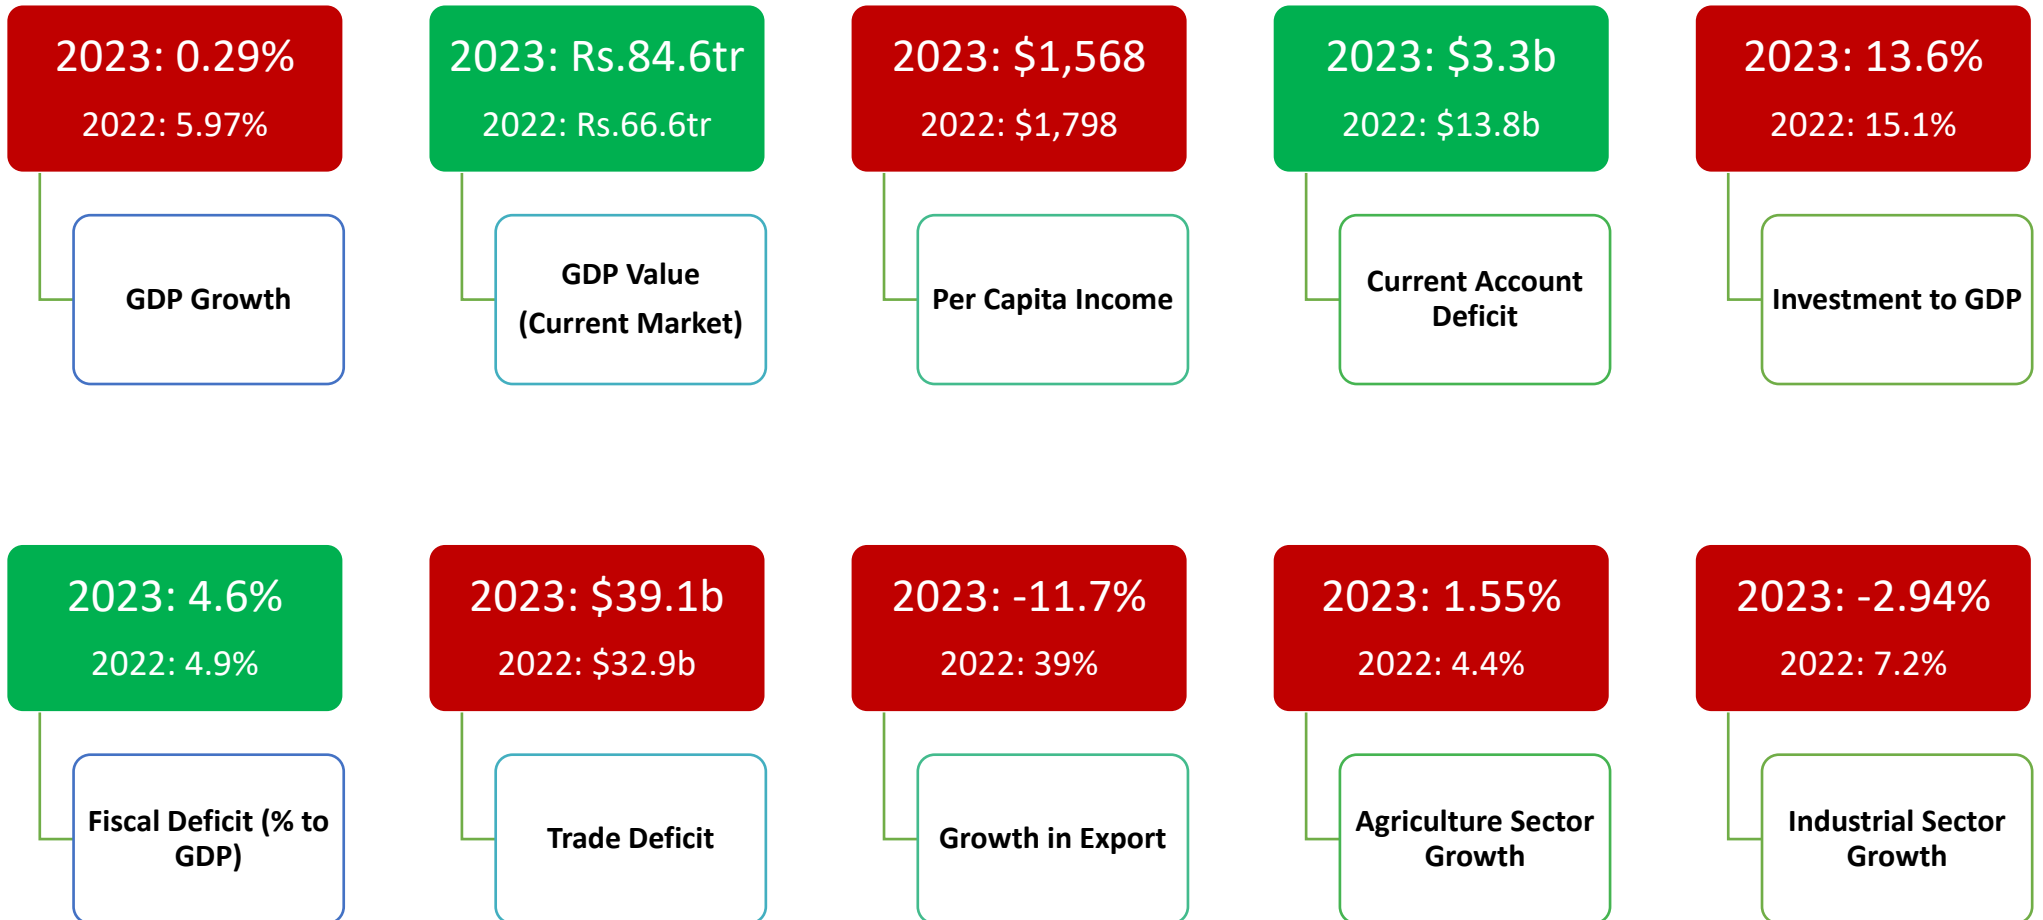 2023: 0.29%
2022: 5.97%
GDP Growth
2023: Rs.84.6tr
2022: Rs.66.6tr
GDP Value
(Current Market)
2023: $1,568
2022: $1,798
Per Capita Income
2023: $3.3b
2022: $13.8b
Current Account
Deficit
2023: 13.6%
2022: 15.1%
Investment to GDP
2023: 4.6%
2022: 4.9%
Fiscal Deficit (% to
GDP)
2023: $39.1b
2022: $32.9b
Trade Deficit
2023: -11.7%
2022: 39%
Growth in Export
2023: 1.55%
2022: 4.4%
Agriculture Sector
Growth
2023: -2.94%
2022: 7.2%
Industrial Sector
Growth